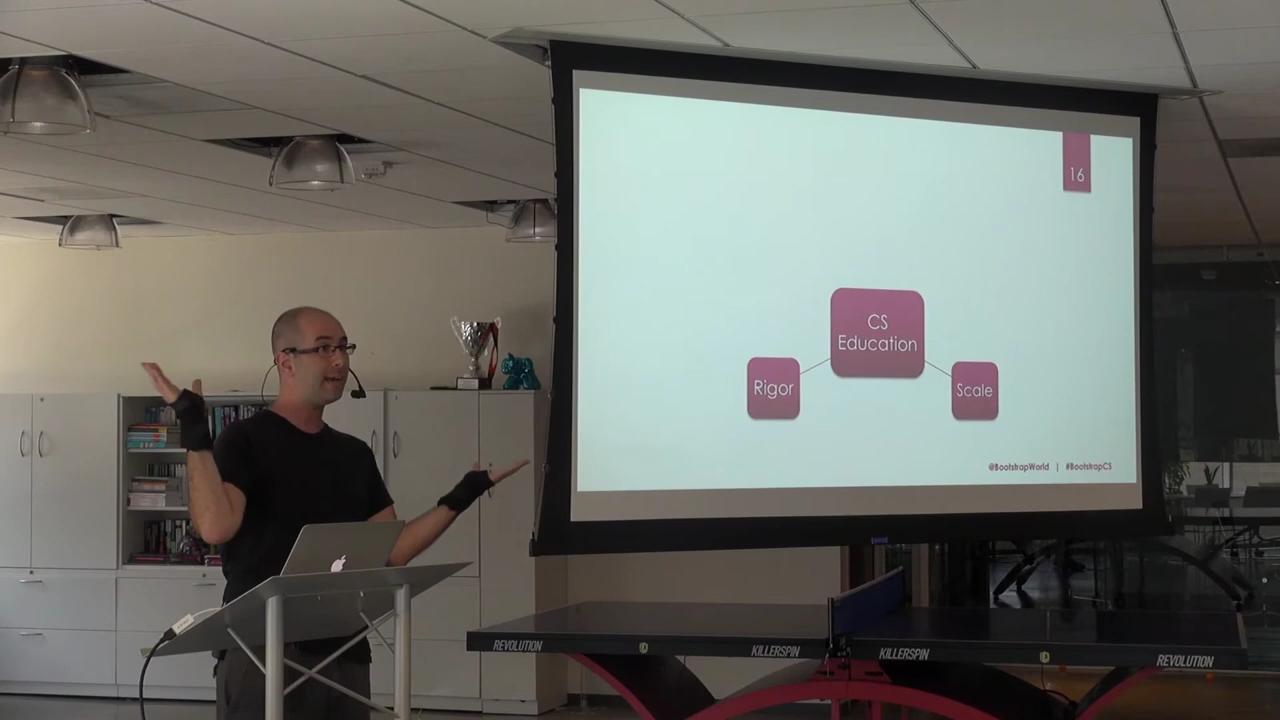 16
CS
Education
Rigor
Scale
@BootstrapWorld | #BootstrapCS
REVOLUTION
KILLERSPIN
KILLERSPIN
REVOLUTION